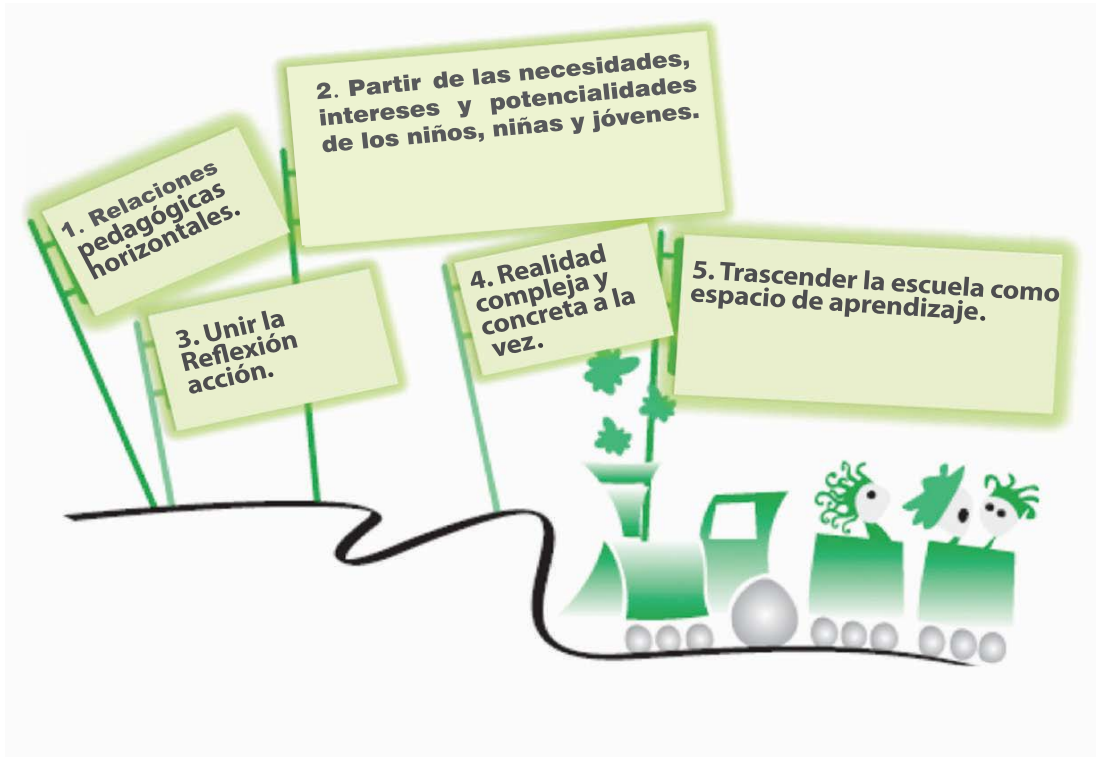 1. Relaciones
pedagógicas
horizontales.
2. Partir de las necesidades,
intereses y potencialidades
de los niños, niñas y jóvenes.
3. Unir la
Reflexión
acción.
4. Realidad
compleja y
concreta a la
vez.
5. Trascender la escuela como
espacio de aprendizaje.